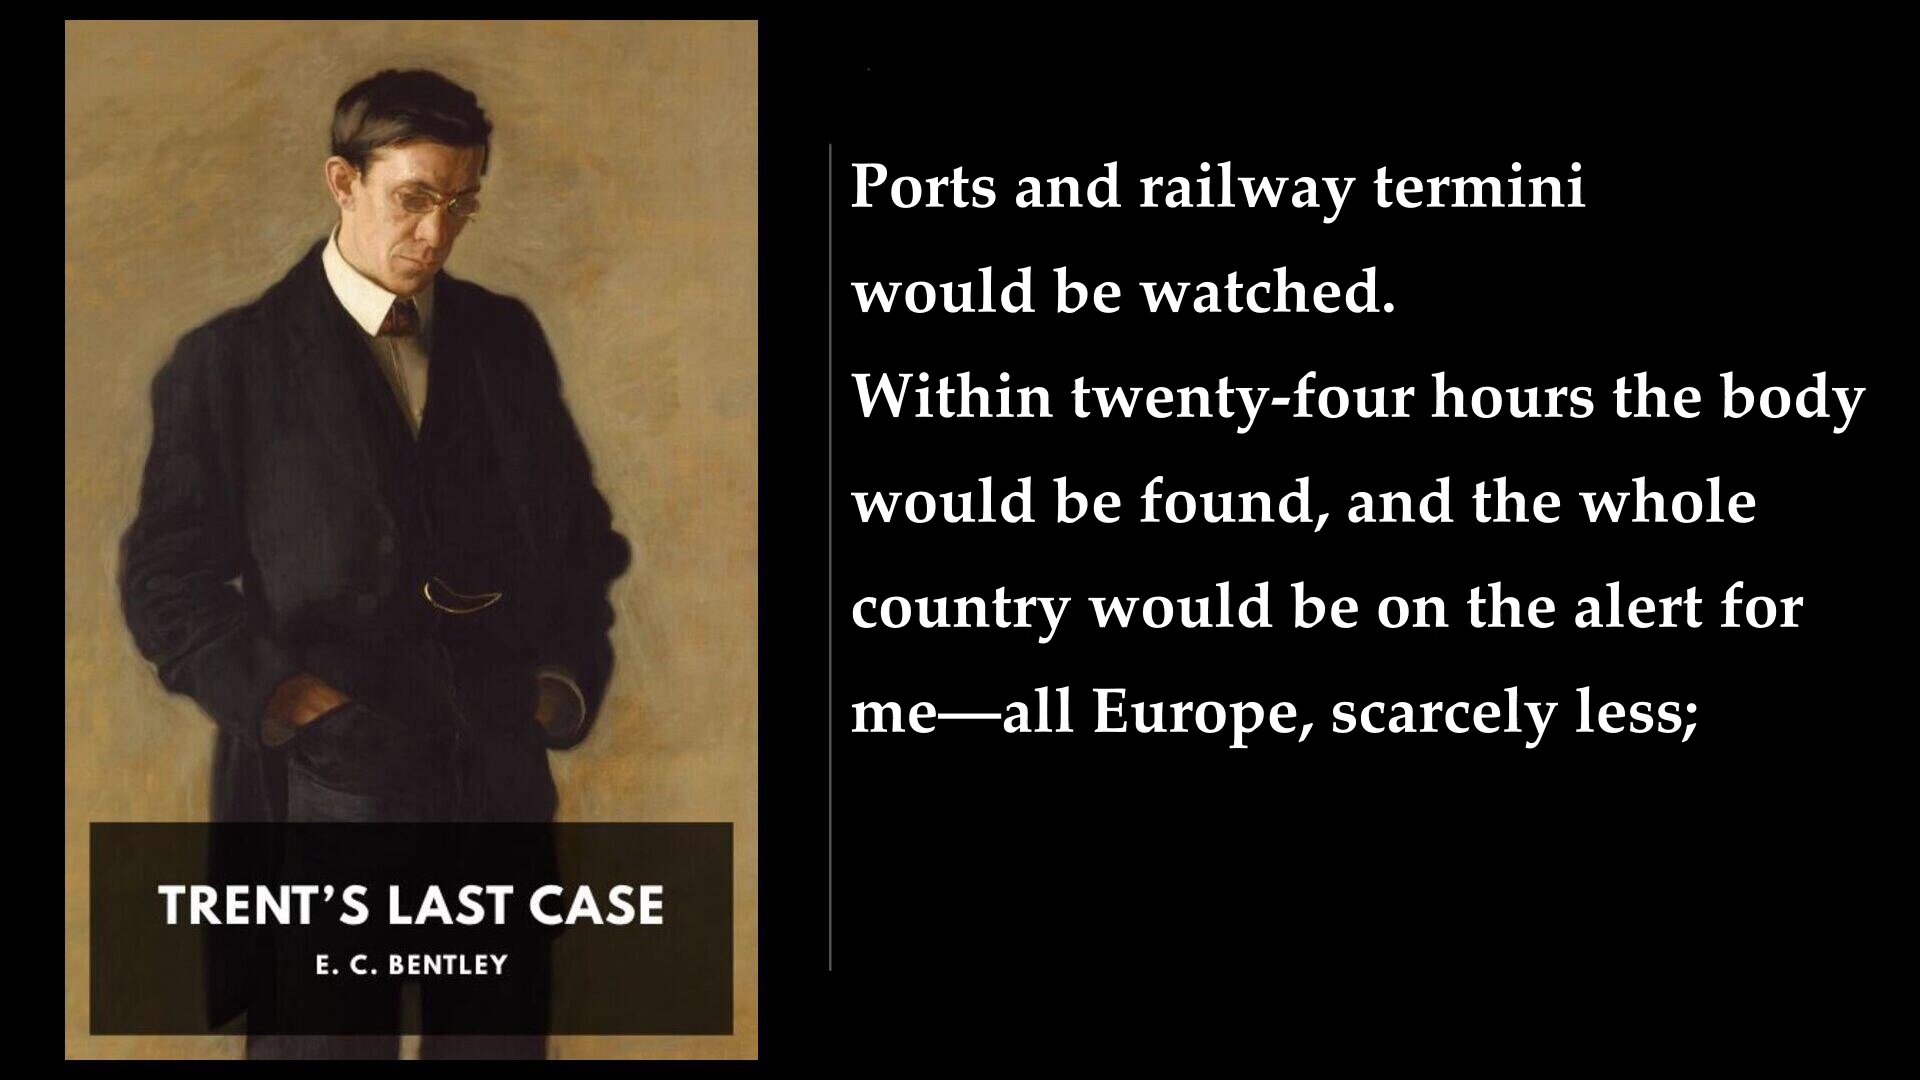 TRENT’S LAST CASE
E. C. BENTLEY
Ports and railway termini
would be watched.
Within twenty-four hours the body
would be found, and the whole
country would be on the alert for
me—all Europe, scarcely less;